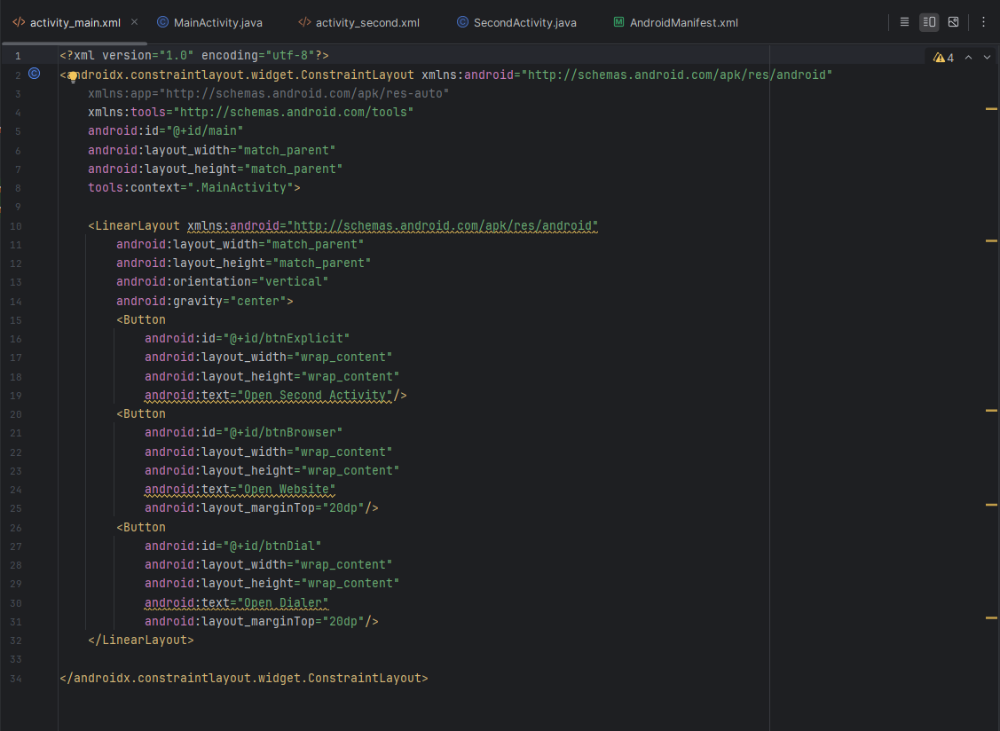 activity_main.xml MainActivity.java activity_second.xml SecondActivity.java AndroidManifest.xml
1 <?xml version="1.0" encoding="utf-8"?>
4
2 <androidx.constraintlayout.widget.ConstraintLayout xmlns:android="http://schemas.android.com/apk/res/android"
3     xmlns:app="http://schemas.android.com/apk/res-auto"
4     xmlns:tools="http://schemas.android.com/tools"
5     android:id="@+id/main"
6     android:layout_width="match_parent"
7     android:layout_height="match_parent"
8     tools:context=".MainActivity">
9
10     <LinearLayout xmlns:android="http://schemas.android.com/apk/res/android"
11         android:layout_width="match_parent"
12         android:layout_height="match_parent"
13         android:orientation="vertical"
14         android:gravity="center">
15         <Button
16             android:id="@+id/btnExplicit"
17             android:layout_width="wrap_content"
18             android:layout_height="wrap_content"
19             android:text="Open Second Activity"/>
20         <Button
21             android:id="@+id/btnBrowser"
22             android:layout_width="wrap_content"
23             android:layout_height="wrap_content"
24             android:text="Open Website"
25             android:layout_marginTop="20dp"/>
26         <Button
27             android:id="@+id/btnDial"
28             android:layout_width="wrap_content"
29             android:layout_height="wrap_content"
30             android:text="Open Dialer"
31             android:layout_marginTop="20dp"/>
32     </LinearLayout>
33
34 </androidx.constraintlayout.widget.ConstraintLayout>